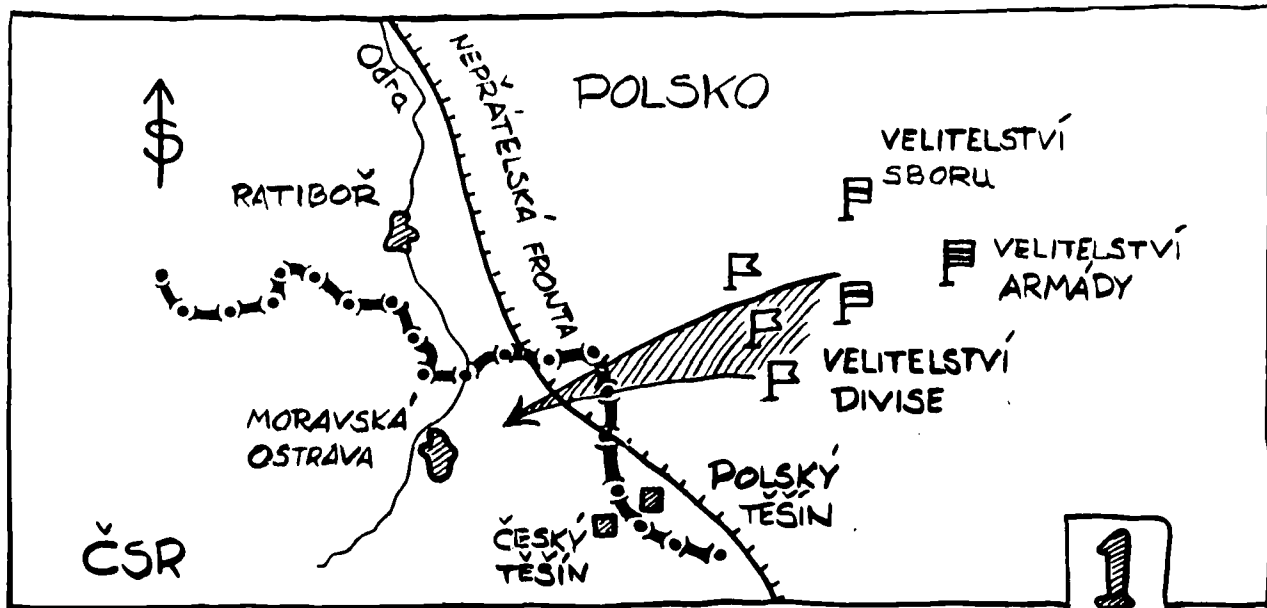 Odra
NEPŘÁTELSKÁ FRONTA
POLSKO
S
VELITELSTVÍ
SBORU
RATIBOŘ
VELITELSTVÍ
ARMÁDY
VELITELSTVÍ
DIVISE
MORAVSKÁ
OSTRAVA
POLSKÝ
TĚŠÍN
ČESKÝ
TĚŠÍN
ČSR
1